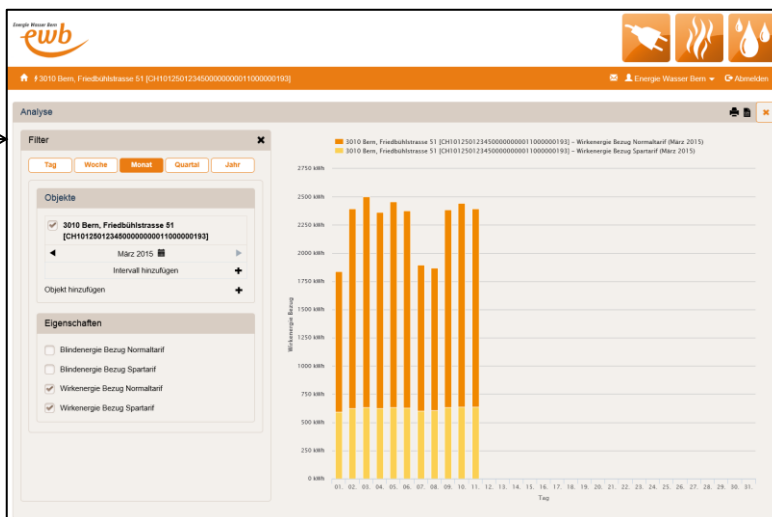 Energie Wasser Bern
ewb
3010 Bern, Friedbühlstrasse 51 [CH1012501234500000000011000000193]
Energie Wasser Bern
Abmelden
Analyse
Filter
Tag Woche Monat Quartal Jahr
Objekte
3010 Bern, Friedbühlstrasse 51
[CH1012501234500000000011000000193]
März 2015
Intervall hinzufügen
Objekt hinzufügen
Eigenschaften
Blindenergie Bezug Normaltarif
Blindenergie Bezug Spartarif
Wirkenergie Bezug Normaltarif
Wirkenergie Bezug Spartarif
3010 Bern, Friedbühlstrasse 51 [CH1012501234500000000011000000193] – Wirkenergie Bezug Normaltarif (März 2015)
3010 Bern, Friedbühlstrasse 51 [CH1012501234500000000011000000193] – Wirkenergie Bezug Spartarif (März 2015)
2750 kWh
2500 kWh
2250 kWh
2000 kWh
1750 kWh
1500 kWh
1250 kWh
1000 kWh
750 kWh
500 kWh
250 kWh
0 kWh
Wirkenergie Bezug
01. 02. 03. 04. 05. 06. 07. 08. 09. 10. 11. 12. 13. 14. 15. 16. 17. 18. 19. 20. 21. 22. 23. 24. 25. 26. 27. 28. 29. 30. 31.
Tag